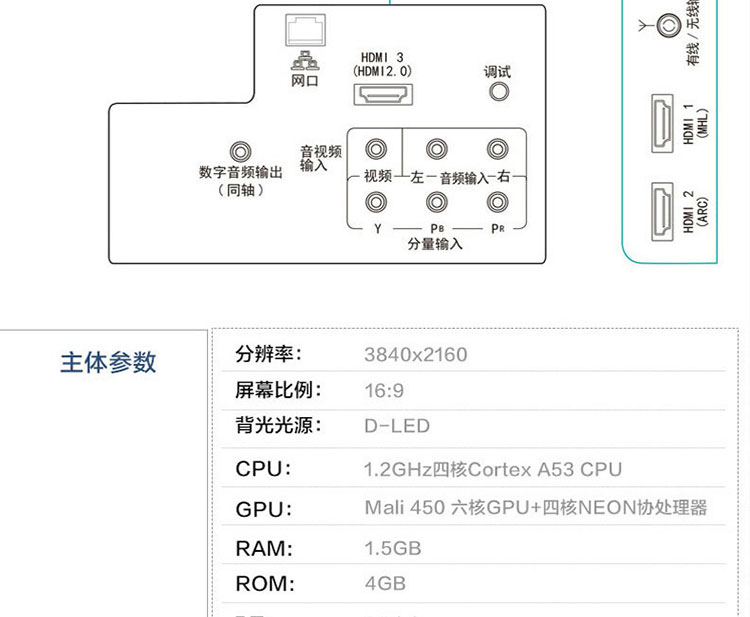 网口
HDMI 3
(HDMI2.0)
调试
数字音频输出
(同轴)
音视频
输入
视频
左
音频输入
右
Y
PB
PR
分量输入
有线/无线
HDMI 1
(MHL)
HDMI 2
(ARC)
主体参数
分辨率: 3840x2160
屏幕比例: 16:9
背光光源: D-LED
CPU: 1.2GHz四核Cortex A53 CPU
GPU: Mali 450 六核GPU+四核NEON协处理器
RAM: 1.5GB
ROM: 4GB